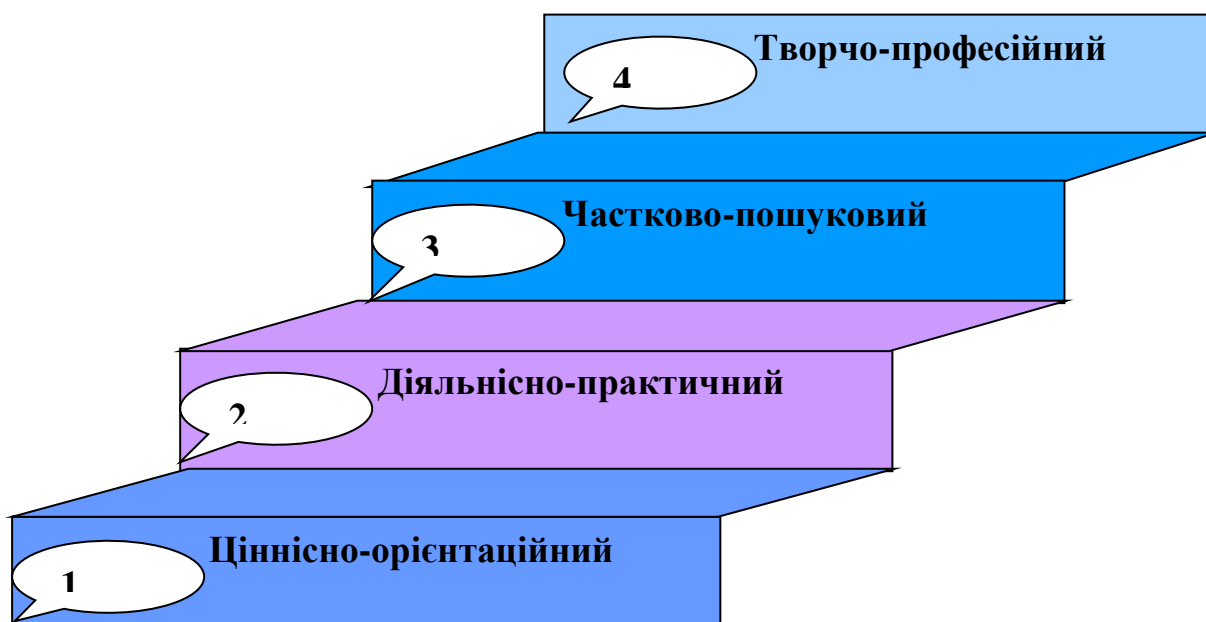 4
Творчо-професійний
3
Частково-пошуковий
2
Діяльнісно-практичний
1
Ціннісно-орієнтаційний